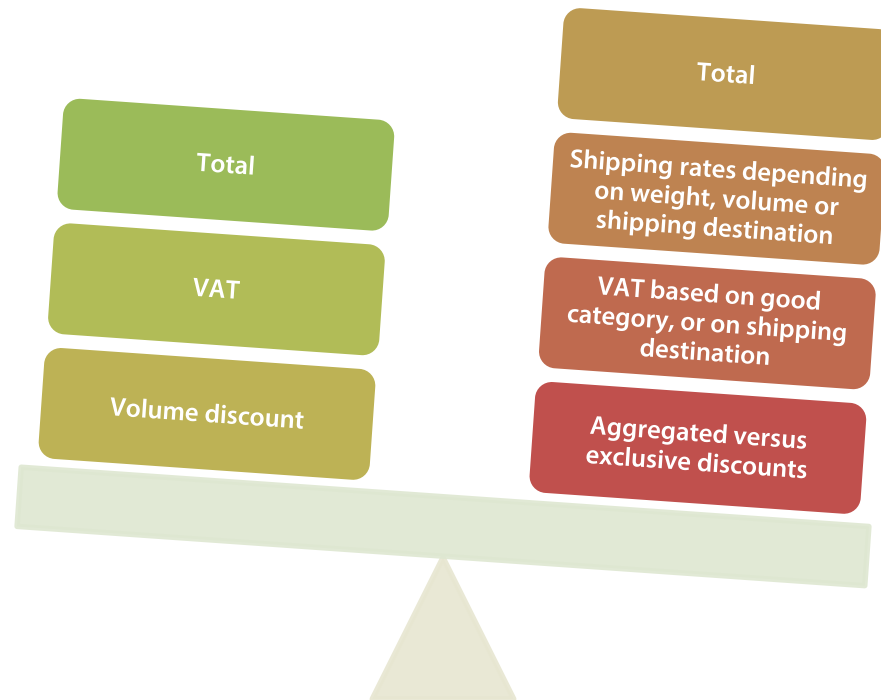 Total
VAT
Volume discount
Total
Shipping rates depending
on weight, volume or
shipping destination
VAT based on good
category, or on shipping
destination
Aggregated versus
exclusive discounts